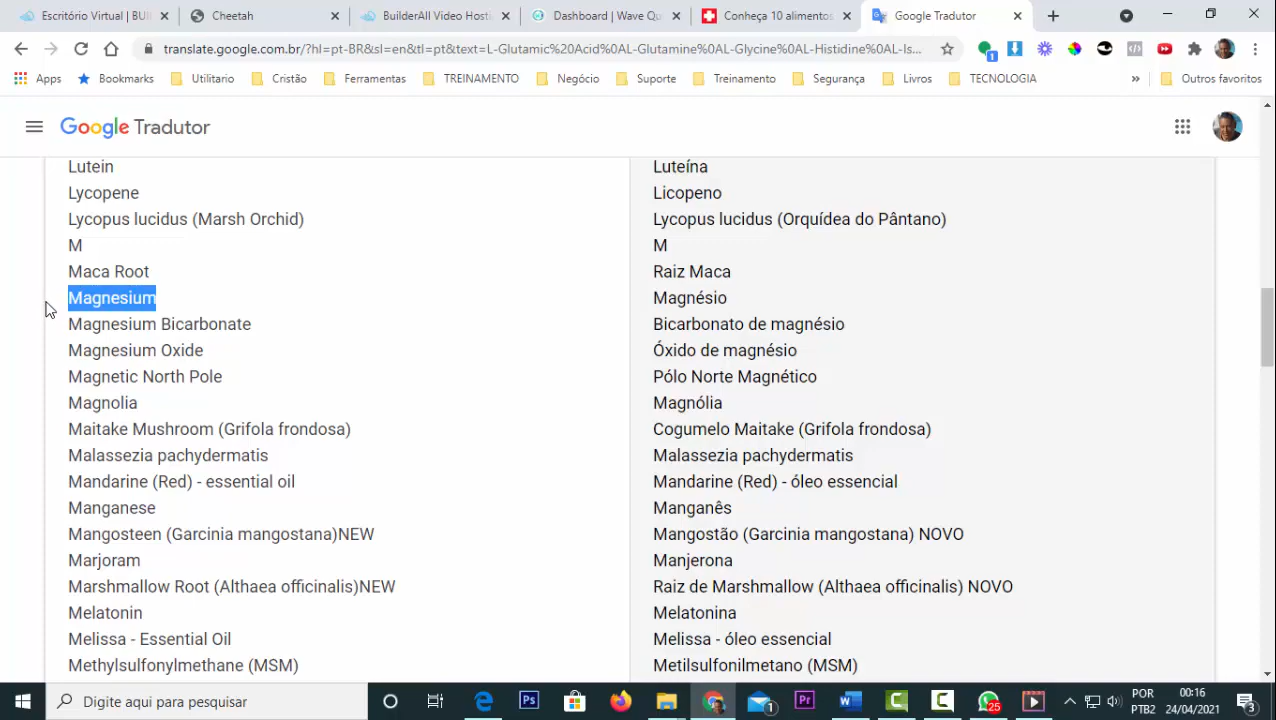 Escritório Virtual | BUI
Cheetah
BuilderAll Video Hosti
Dashboard | Wave Qu
Conheça 10 alimentos
Google Tradutor
translate.google.com.br/?hl=pt-BR&sl=en&tl=pt&text=L-Glutamic%20Acid%0AL-Glutamine%0AL-Glycine%0AL-Histidine%0AL-Is...
1
Apps
Bookmarks
Utilitario
Cristão
Ferramentas
TREINAMENTO
Negócio
Suporte
Treinamento
Segurança
Livros
TECNOLOGIA
»
Outros favoritos
Google Tradutor
Lutein Luteína
Lycopene Licopeno
Lycopus lucidus (Marsh Orchid) Lycopus lucidus (Orquídea do Pântano)
M M
Maca Root Raiz Maca
Magnesium Magnésio
Magnesium Bicarbonate Bicarbonato de magnésio
Magnesium Oxide Óxido de magnésio
Magnetic North Pole Pólo Norte Magnético
Magnolia Magnólia
Maitake Mushroom (Grifola frondosa) Cogumelo Maitake (Grifola frondosa)
Malassezia pachydermatis Malassezia pachydermatis
Mandarine (Red) - essential oil Mandarine (Red) - óleo essencial
Manganese Manganês
Mangosteen (Garcinia mangostana)NEW Mangostão (Garcinia mangostana) NOVO
Marjoram Manjerona
Marshmallow Root (Althaea officinalis)NEW Raiz de Marshmallow (Althaea officinalis) NOVO
Melatonin Melatonina
Melissa - Essential Oil Melissa - óleo essencial
Methylsulfonylmethane (MSM) Metilsulfonilmetano (MSM)
Digite aqui para pesquisar
Ps
1
Pr
25
POR
PTB2
00:16
24/04/2021
3